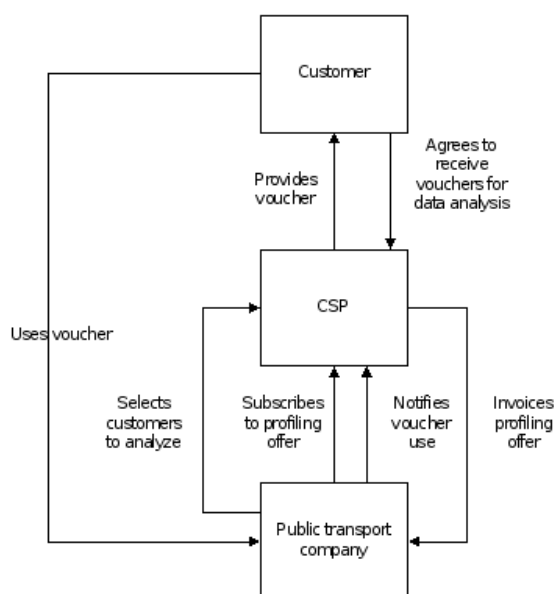 Customer
Provides
voucher
Agrees to
receive
vouchers for
data analysis
CSP
Uses voucher
Selects
customers
to analyze
Subscribes
to profiling
offer
Notifies
voucher
use
Invoices
profiling
offer
Public transport
company